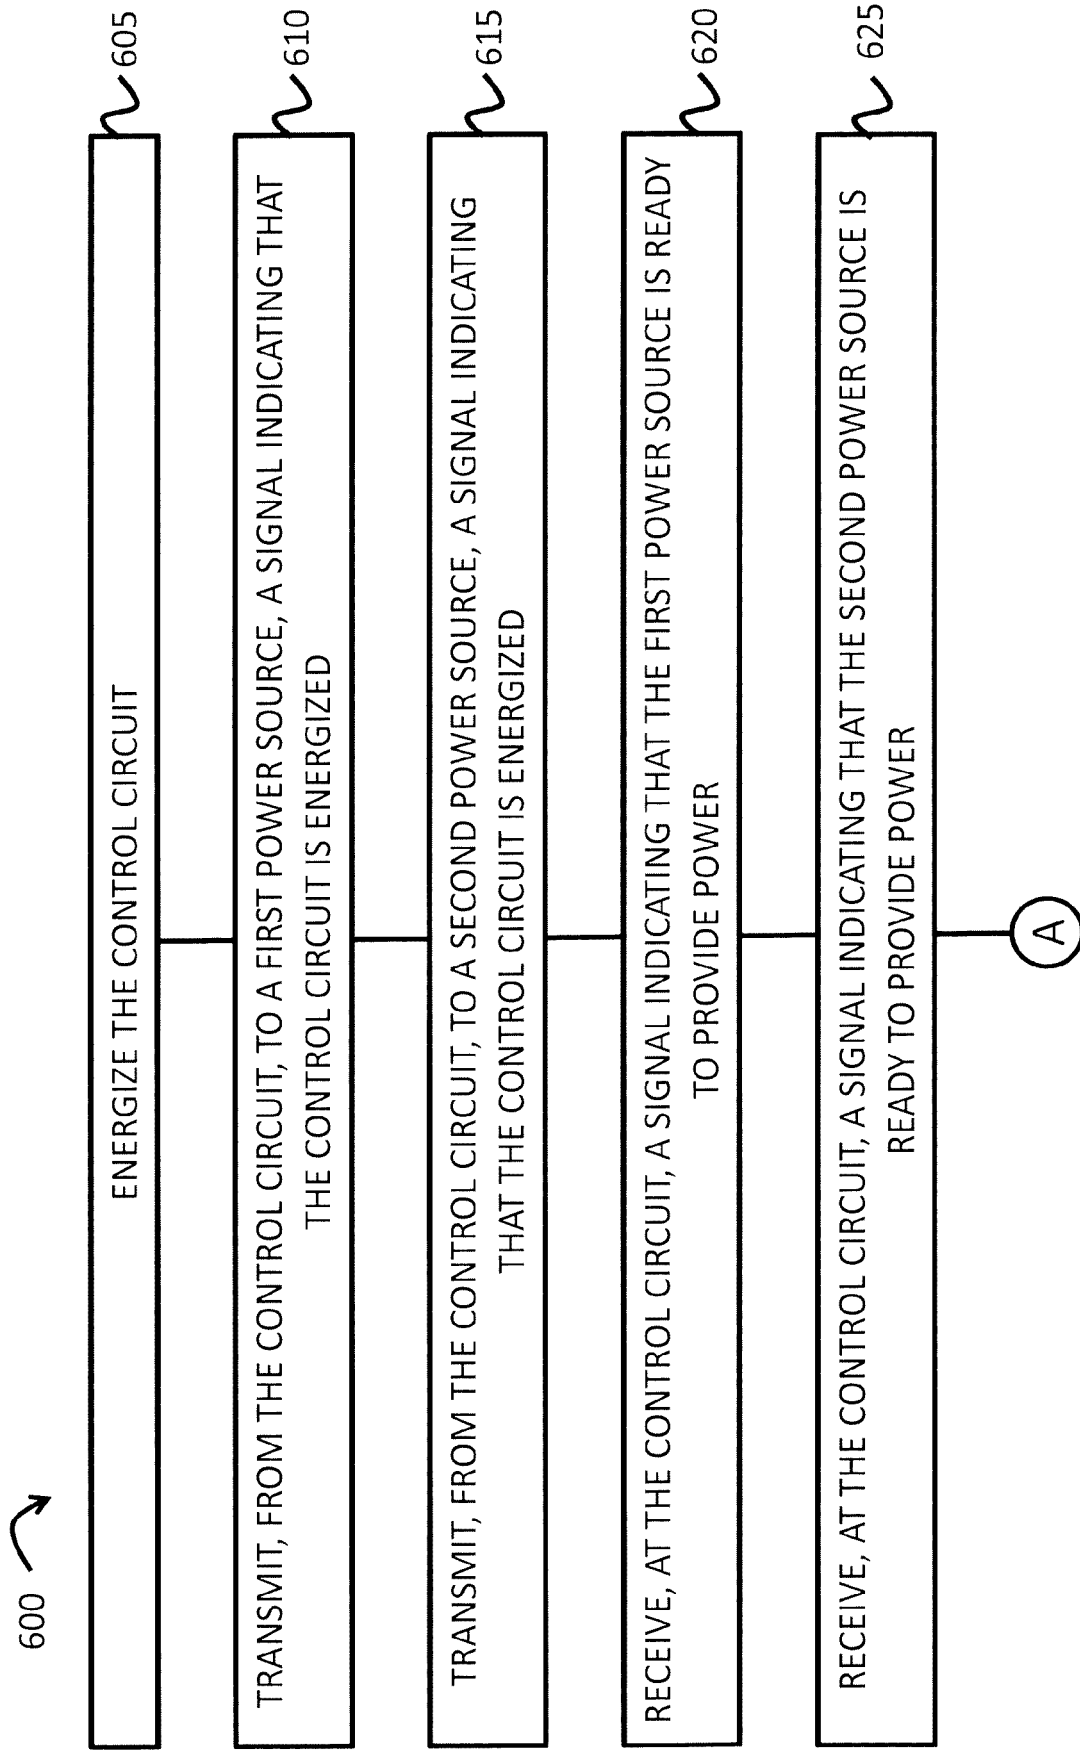 600
ENERGIZE THE CONTROL CIRCUIT
605
TRANSMIT, FROM THE CONTROL CIRCUIT, TO A FIRST POWER SOURCE, A SIGNAL INDICATING THAT
THE CONTROL CIRCUIT IS ENERGIZED
610
TRANSMIT, FROM THE CONTROL CIRCUIT, TO A SECOND POWER SOURCE, A SIGNAL INDICATING
THAT THE CONTROL CIRCUIT IS ENERGIZED
615
RECEIVE, AT THE CONTROL CIRCUIT, A SIGNAL INDICATING THAT THE FIRST POWER SOURCE IS READY
TO PROVIDE POWER
620
RECEIVE, AT THE CONTROL CIRCUIT, A SIGNAL INDICATING THAT THE SECOND POWER SOURCE IS
READY TO PROVIDE POWER
625
A